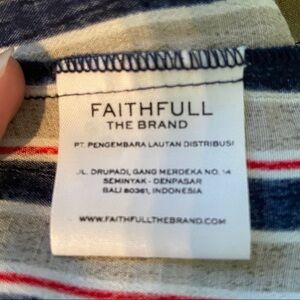 FAITHFULL
THE BRAND
PT. PENGEMBARA LAUTAN DISTRIBUSI
JL. DRUPADI, GANG MERDEKA NO. 14
SEMINYAK - DENPASAR
BALI 80361, INDONESIA
WWW.FAITHFULLTHEBRAND.COM